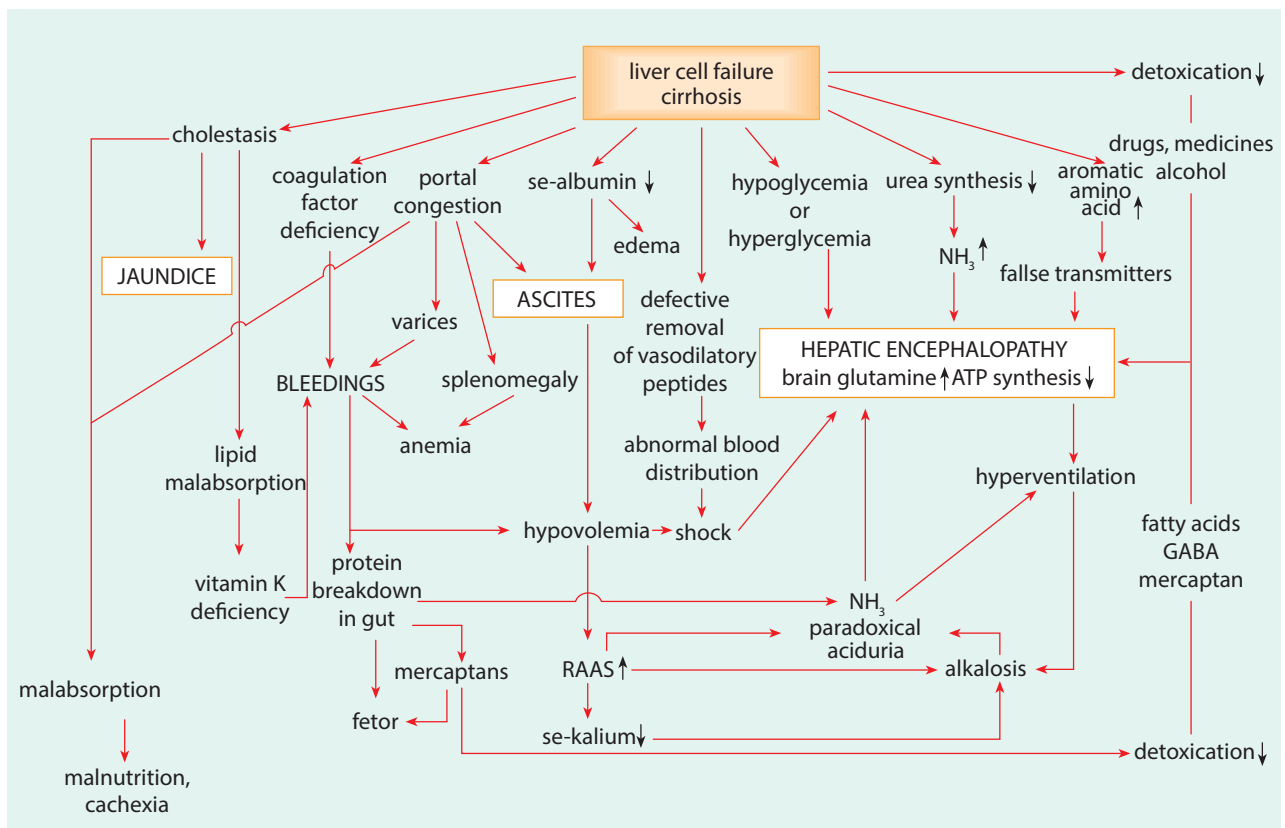 liver cell failure
cirrhosis
detoxication ↓
cholestasis
drugs, medicines
alcohol
coagulation
factor
deficiency
portal
congestion
se-albumin ↓
edema
hypoglycemia
or
hyperglycemia
urea synthesis ↓
aromatic
amino
acid ↑
NH₃ ↑
fallse transmitters
JAUNDICE
ASCITES
varices
defective
removal
of vasodilatory
peptides
HEPATIC ENCEPHALOPATHY
brain glutamine ↑ ATP synthesis ↓
BLEEDINGS
splenomegaly
anemia
abnormal blood
distribution
lipid
malabsorption
hyperventilation
hypovolemia
shock
fatty acids
GABA
mercaptan
vitamin K
deficiency
protein
breakdown
in gut
NH₃
paradoxical
aciduria
mercaptans
RAAS ↑
alkalosis
malabsorption
fetor
se-kalium ↓
detoxication ↓
malnutrition,
cachexia